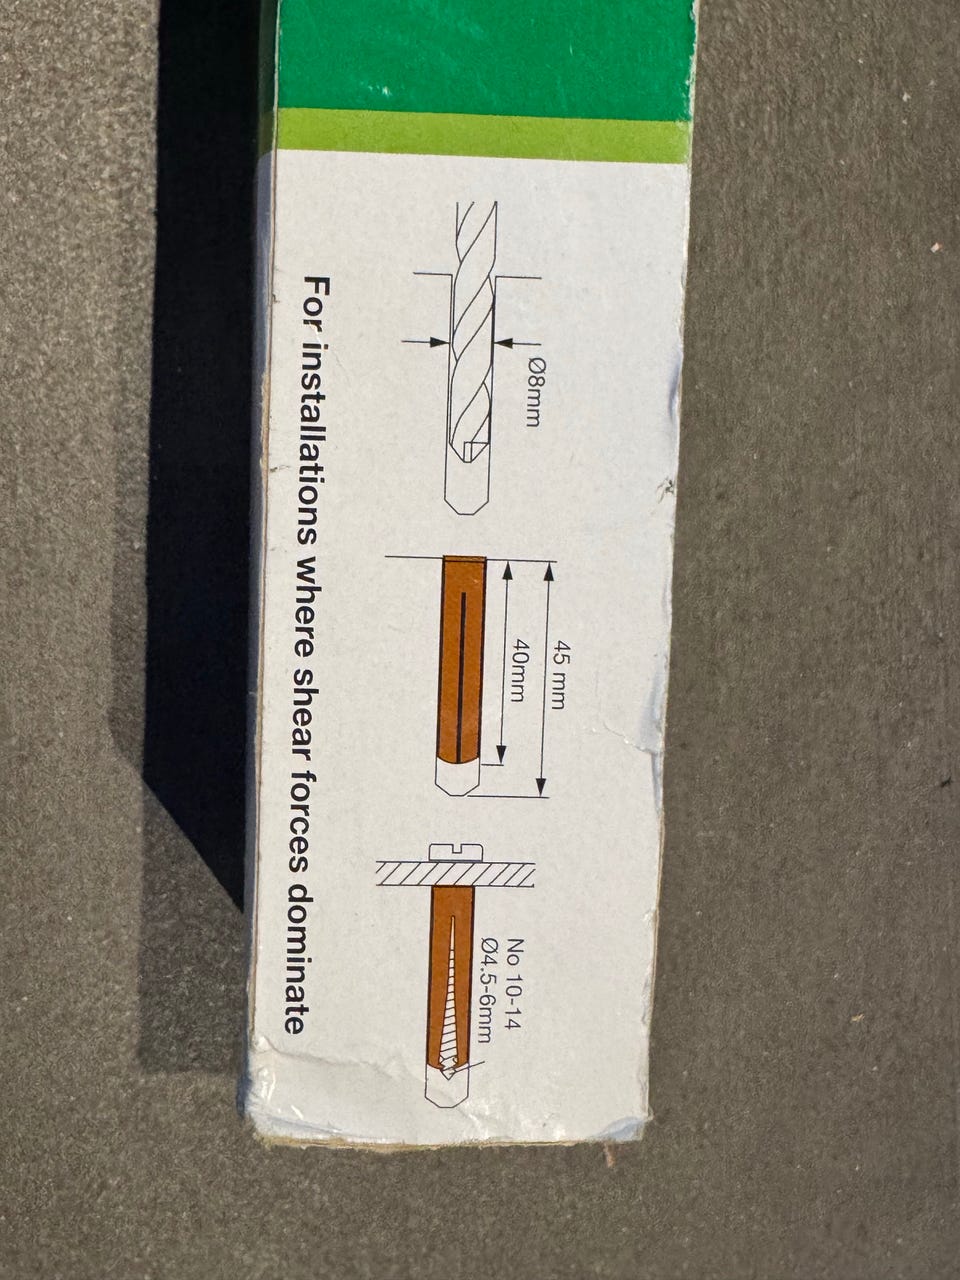 Ø8mm
45 mm
40mm
No 10-14
Ø4.5-6mm
For installations where shear forces dominate